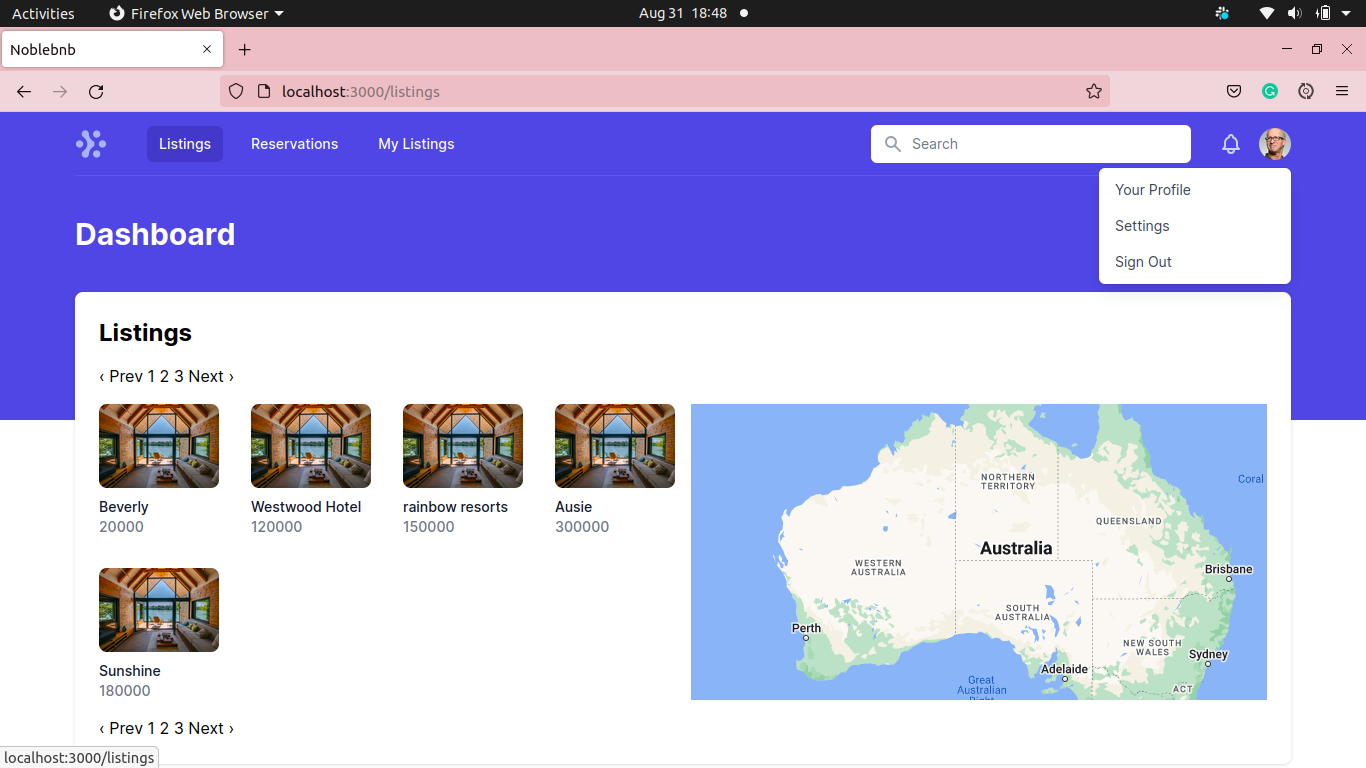 Activities Firefox Web Browser Aug 31 18:48
Noblebnb
localhost:3000/listings
Listings Reservations My Listings Search
Your Profile
Settings
Sign Out
Dashboard
Listings
‹ Prev 1 2 3 Next ›
Beverly Westwood Hotel rainbow resorts Ausie
20000 120000 150000 300000
Sunshine
180000
‹ Prev 1 2 3 Next ›
Coral
NORTHERN
TERRITORY
QUEENSLAND
Australia
WESTERN
AUSTRALIA
Brisbane
SOUTH
AUSTRALIA
Perth
NEW SOUTH
WALES
Sydney
Adelaide
Great
Australian
ACT
localhost:3000/listings